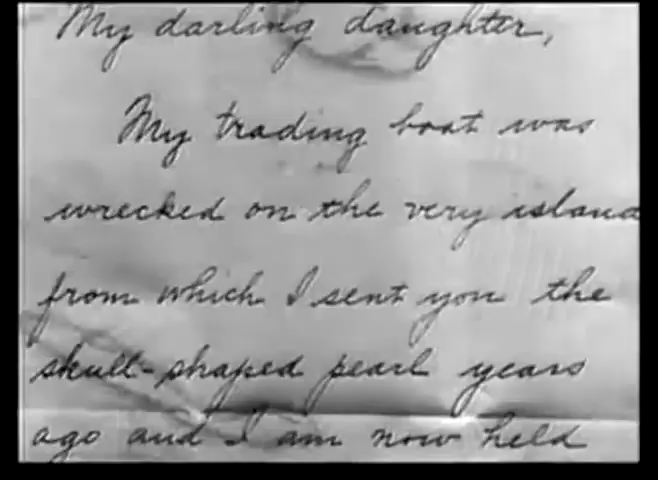 My darling daughter,
My trading boat was
wrecked on the very island
from which I sent you the
skull-shaped pearl years
ago and I am now held